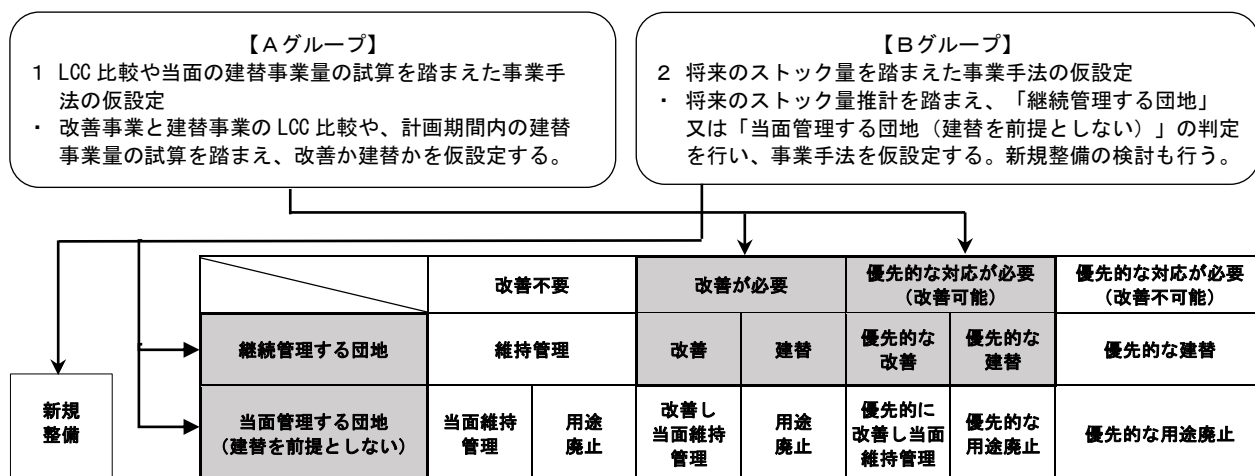 【Aグループ】
1 LCC 比較や当面の建替事業量の試算を踏まえた事業手
法の仮設定
・ 改善事業と建替事業の LCC 比較や、計画期間内の建替
事業量の試算を踏まえ、改善か建替かを仮設定する。
【Bグループ】
2 将来のストック量を踏まえた事業手法の仮設定
・ 将来のストック量推計を踏まえ、「継続管理する団地」
又は「当面管理する団地（建替を前提としない）」の判定
を行い、事業手法を仮設定する。新規整備の検討も行う。
改善不要
改善が必要
優先的な対応が必要
（改善可能）
優先的な対応が必要
（改善不可能）
継続管理する団地
維持管理
改善
建替
優先的な
改善
優先的な
建替
優先的な建替
新規
整備
当面管理する団地
（建替を前提としない）
当面維持
管理
用途
廃止
改善し
当面維持
管理
用途
廃止
優先的に
改善し当面
維持管理
優先的な
用途廃止
優先的な用途廃止